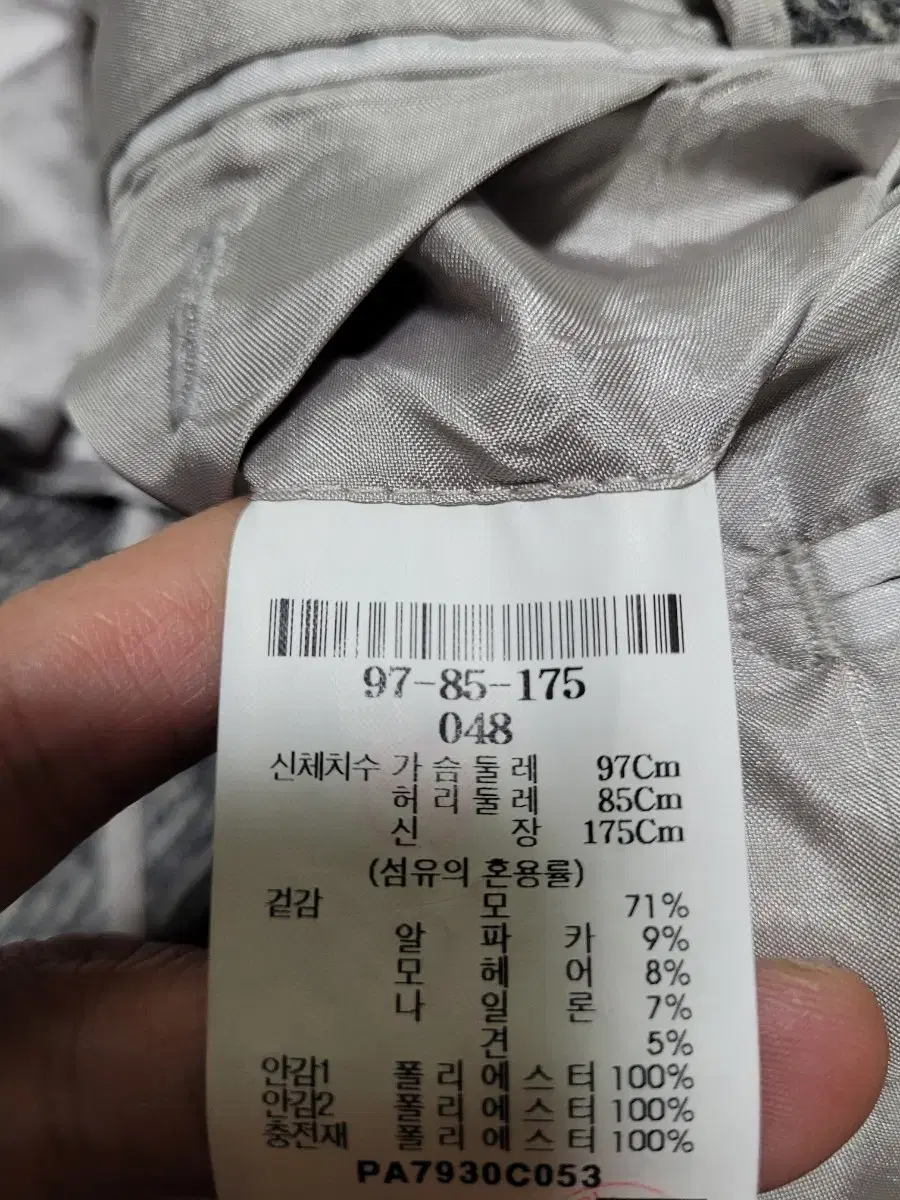 97-85-175
048
신체치수 가슴둘레 97Cm
허리둘레 85Cm
신장 175Cm
(섬유의 혼용률)
겉감 모 71%
알파카 9%
모헤어 8%
나일론 7%
견 5%
안감1 폴리에스터 100%
안감2 폴리에스터 100%
충전재 폴리에스터 100%
PA7930C053